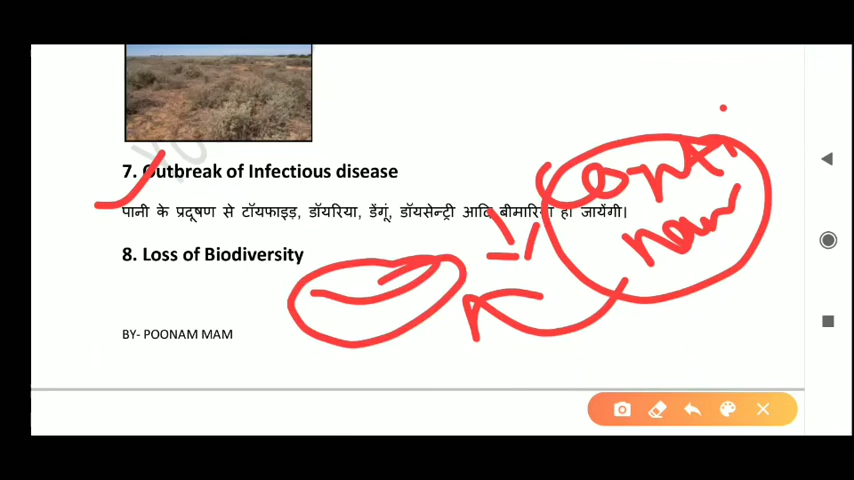 7. Outbreak of Infectious disease
पानी के प्रदूषण से टॉयफाइड, डॉयरिया, डेंगूं, डॉयसेन्ट्री आदि बीमारियाँ हो जायेंगी।
8. Loss of Biodiversity
BY- POONAM MAM